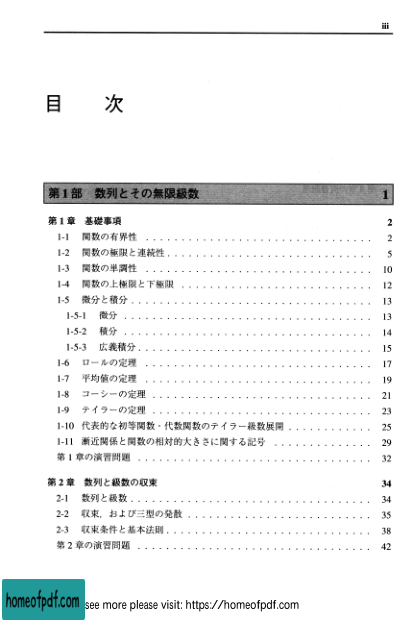 iii
目 次
第1部 数列とその無限級数 1
第1章 基礎事項 2
1-1 関数の有界性 2
1-2 関数の極限と連続性 5
1-3 関数の単調性 10
1-4 関数の上極限と下極限 12
1-5 微分と積分 13
1-5-1 微分 13
1-5-2 積分 14
1-5-3 広義積分 15
1-6 ロールの定理 17
1-7 平均値の定理 19
1-8 コーシーの定理 21
1-9 テイラーの定理 23
1-10 代表的な初等関数・代数関数のテイラー級数展開 25
1-11 漸近関係と関数の相対的大きさに関する記号 29
第1章の演習問題 32
第2章 数列と級数の収束 34
2-1 数列と級数 34
2-2 収束,および三型の発散 35
2-3 収束条件と基本法則 38
第2章の演習問題 42
homeofpdf.com see more please visit: https://homeofpdf.com